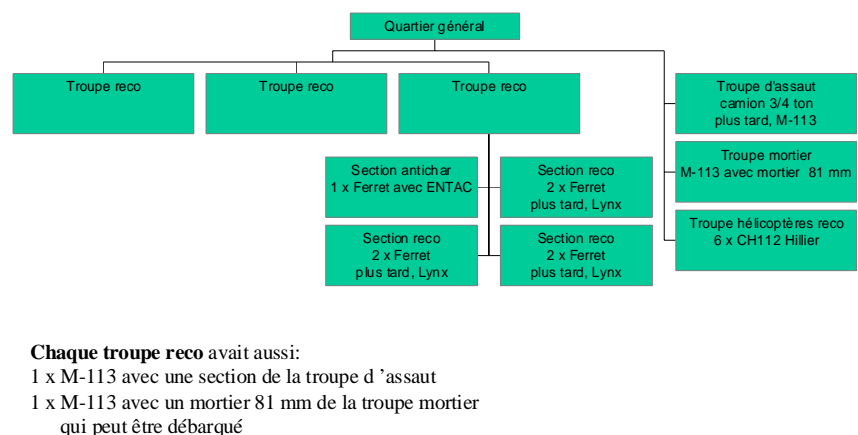 Quartier général
Troupe reco
Troupe reco
Troupe reco
Troupe d'assaut
camion 3/4 ton
plus tard, M-113
Troupe mortier
M-113 avec mortier 81 mm
Troupe hélicoptères reco
6 x CH112 Hillier
Section antichar
1 x Ferret avec ENTAC
Section reco
2 x Ferret
plus tard, Lynx
Section reco
2 x Ferret
plus tard, Lynx
Section reco
2 x Ferret
plus tard, Lynx
Chaque troupe reco avait aussi:
1 x M-113 avec une section de la troupe d ’assaut
1 x M-113 avec un mortier 81 mm de la troupe mortier
qui peut être débarqué